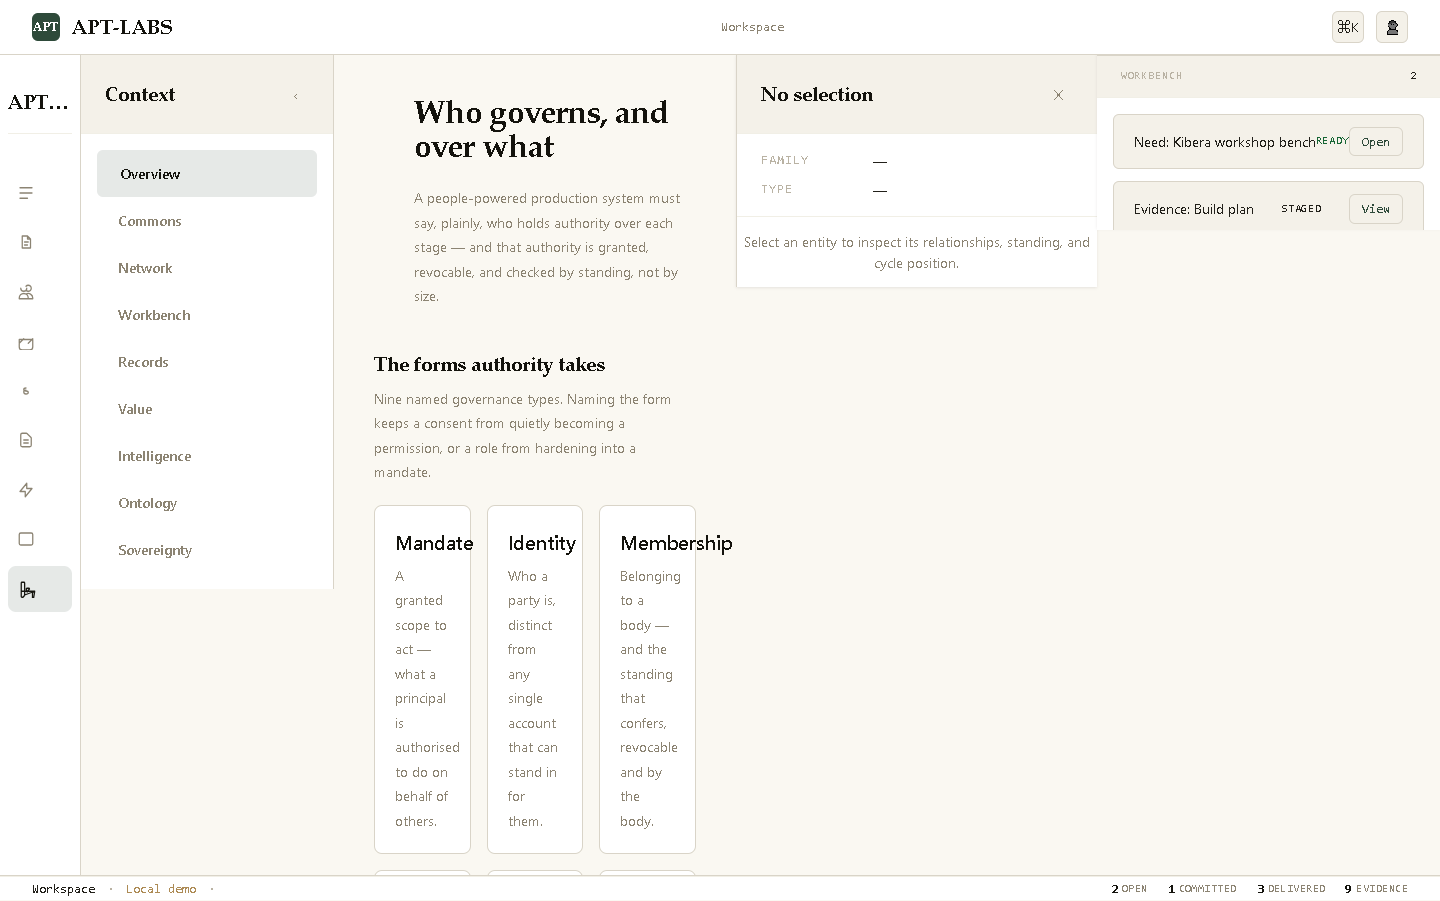 APT APT-LABS
Workspace
⌘K
APT...
Context
‹
Overview
Commons
Network
Workbench
Records
Value
Intelligence
Ontology
Sovereignty
Who governs, and
over what
A people-powered production system must
say, plainly, who holds authority over each
stage — and that authority is granted,
revocable, and checked by standing, not by
size.
The forms authority takes
Nine named governance types. Naming the form
keeps a consent from quietly becoming a
permission, or a role from hardening into a
mandate.
Mandate
A
granted
scope to
act —
what a
principal
is
authorised
to do on
behalf of
others.
Identity
Who a
party is,
distinct
from
any
single
account
that can
stand in
for
them.
Membership
Belonging
to a
body —
and the
standing
that
confers,
revocable
and by
the
body.
No selection
FAMILY —
TYPE —
Select an entity to inspect its relationships, standing, and
cycle position.
WORKBENCH 2
Need: Kibera workshop bench READY Open
Evidence: Build plan STAGED View
Workspace · Local demo ·
2 OPEN 1 COMMITTED 3 DELIVERED 9 EVIDENCE